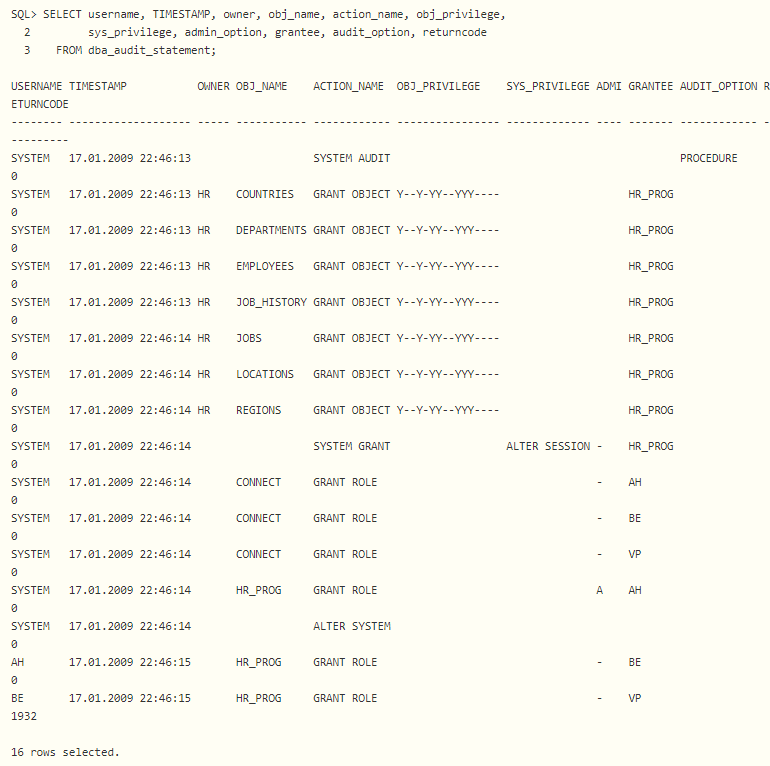 SQL> SELECT username, TIMESTAMP, owner, obj_name, action_name, obj_privilege,
  2         sys_privilege, admin_option, grantee, audit_option, returncode
  3    FROM dba_audit_statement;

USERNAME TIMESTAMP           OWNER OBJ_NAME    ACTION_NAME  OBJ_PRIVILEGE    SYS_PRIVILEGE ADMI GRANTEE AUDIT_OPTION R
ETURNCODE
-------- ------------------- ----- ----------- ------------ ---------------- ------------- ---- ------- ------------ -
---------
SYSTEM   17.01.2009 22:46:13                   SYSTEM AUDIT                                             PROCEDURE
0
SYSTEM   17.01.2009 22:46:13 HR    COUNTRIES   GRANT OBJECT Y--Y-YY--YYY----                    HR_PROG
0
SYSTEM   17.01.2009 22:46:13 HR    DEPARTMENTS GRANT OBJECT Y--Y-YY--YYY----                    HR_PROG
0
SYSTEM   17.01.2009 22:46:13 HR    EMPLOYEES   GRANT OBJECT Y--Y-YY--YYY----                    HR_PROG
0
SYSTEM   17.01.2009 22:46:13 HR    JOB_HISTORY GRANT OBJECT Y--Y-YY--YYY----                    HR_PROG
0
SYSTEM   17.01.2009 22:46:14 HR    JOBS        GRANT OBJECT Y--Y-YY--YYY----                    HR_PROG
0
SYSTEM   17.01.2009 22:46:14 HR    LOCATIONS   GRANT OBJECT Y--Y-YY--YYY----                    HR_PROG
0
SYSTEM   17.01.2009 22:46:14 HR    REGIONS     GRANT OBJECT Y--Y-YY--YYY----                    HR_PROG
0
SYSTEM   17.01.2009 22:46:14                   SYSTEM GRANT                  ALTER SESSION -    HR_PROG
0
SYSTEM   17.01.2009 22:46:14       CONNECT     GRANT ROLE                                  -    AH
0
SYSTEM   17.01.2009 22:46:14       CONNECT     GRANT ROLE                                  -    BE
0
SYSTEM   17.01.2009 22:46:14       CONNECT     GRANT ROLE                                  -    VP
0
SYSTEM   17.01.2009 22:46:14       HR_PROG     GRANT ROLE                                  A    AH
0
SYSTEM   17.01.2009 22:46:14                   ALTER SYSTEM
0
AH       17.01.2009 22:46:15       HR_PROG     GRANT ROLE                                  -    BE
0
BE       17.01.2009 22:46:15       HR_PROG     GRANT ROLE                                  -    VP
1932

16 rows selected.